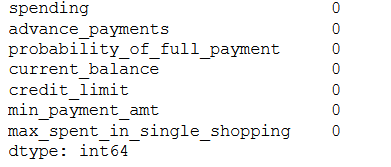 spending 0
advance_payments 0
probability_of_full_payment 0
current_balance 0
credit_limit 0
min_payment_amt 0
max_spent_in_single_shopping 0
dtype: int64